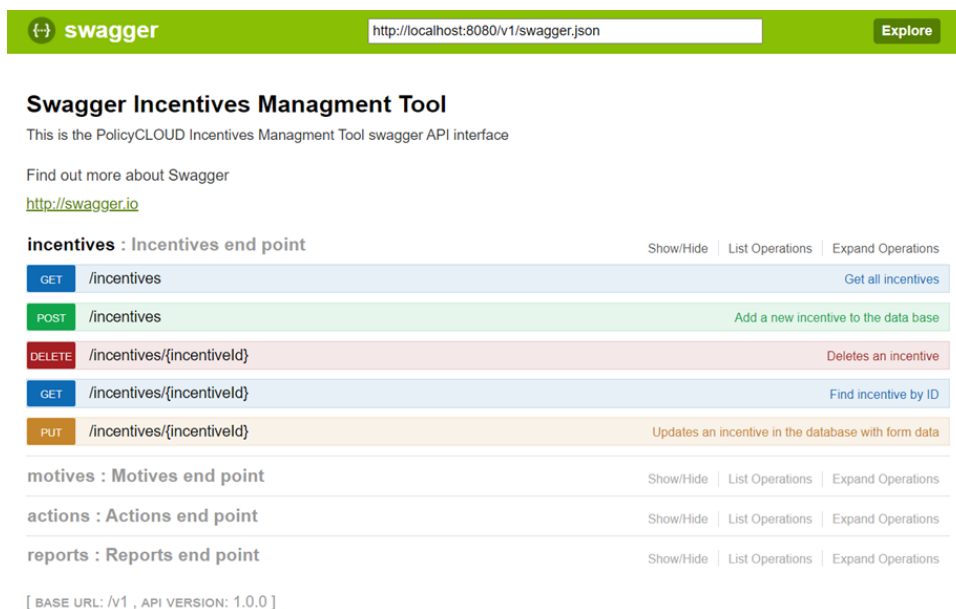 {-} swagger http://localhost:8080/v1/swagger.json Explore
Swagger Incentives Managment Tool
This is the PolicyCLOUD Incentives Managment Tool swagger API interface
Find out more about Swagger
http://swagger.io
incentives : Incentives end point Show/Hide List Operations Expand Operations
GET /incentives Get all incentives
POST /incentives Add a new incentive to the data base
DELETE /incentives/{incentiveId} Deletes an incentive
GET /incentives/{incentiveId} Find incentive by ID
PUT /incentives/{incentiveId} Updates an incentive in the database with form data
motives : Motives end point Show/Hide List Operations Expand Operations
actions : Actions end point Show/Hide List Operations Expand Operations
reports : Reports end point Show/Hide List Operations Expand Operations
[ BASE URL: /v1 , API VERSION: 1.0.0 ]